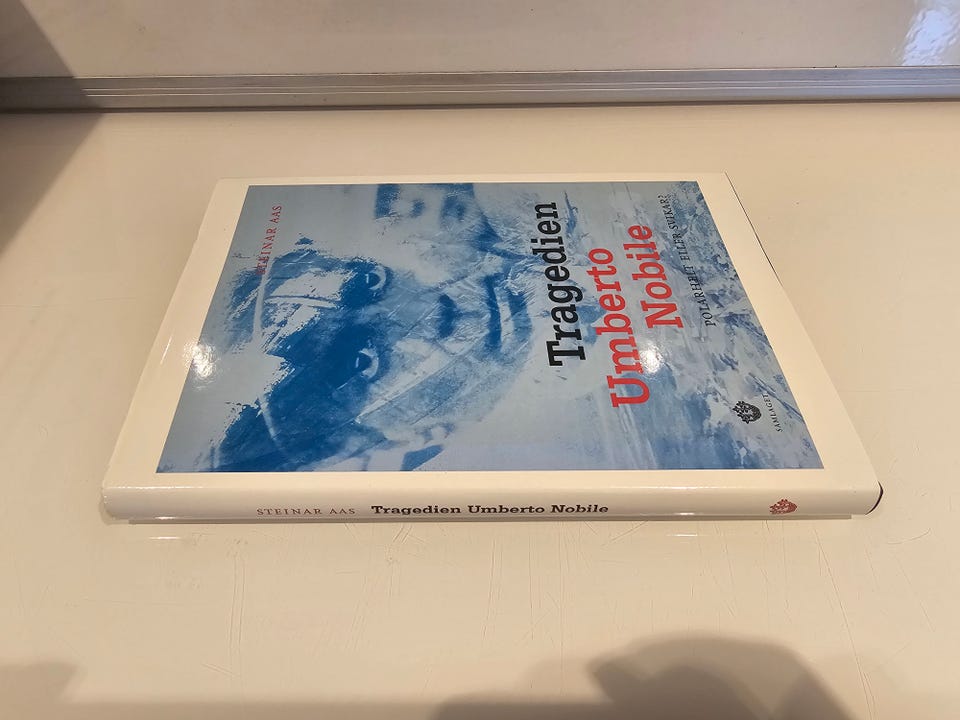 STEINAR AAS
Tragedien
Umberto
Nobile
POLARHELT ELLER SVIKAR?
SAMLAGET
STEINAR AAS Tragedien Umberto Nobile